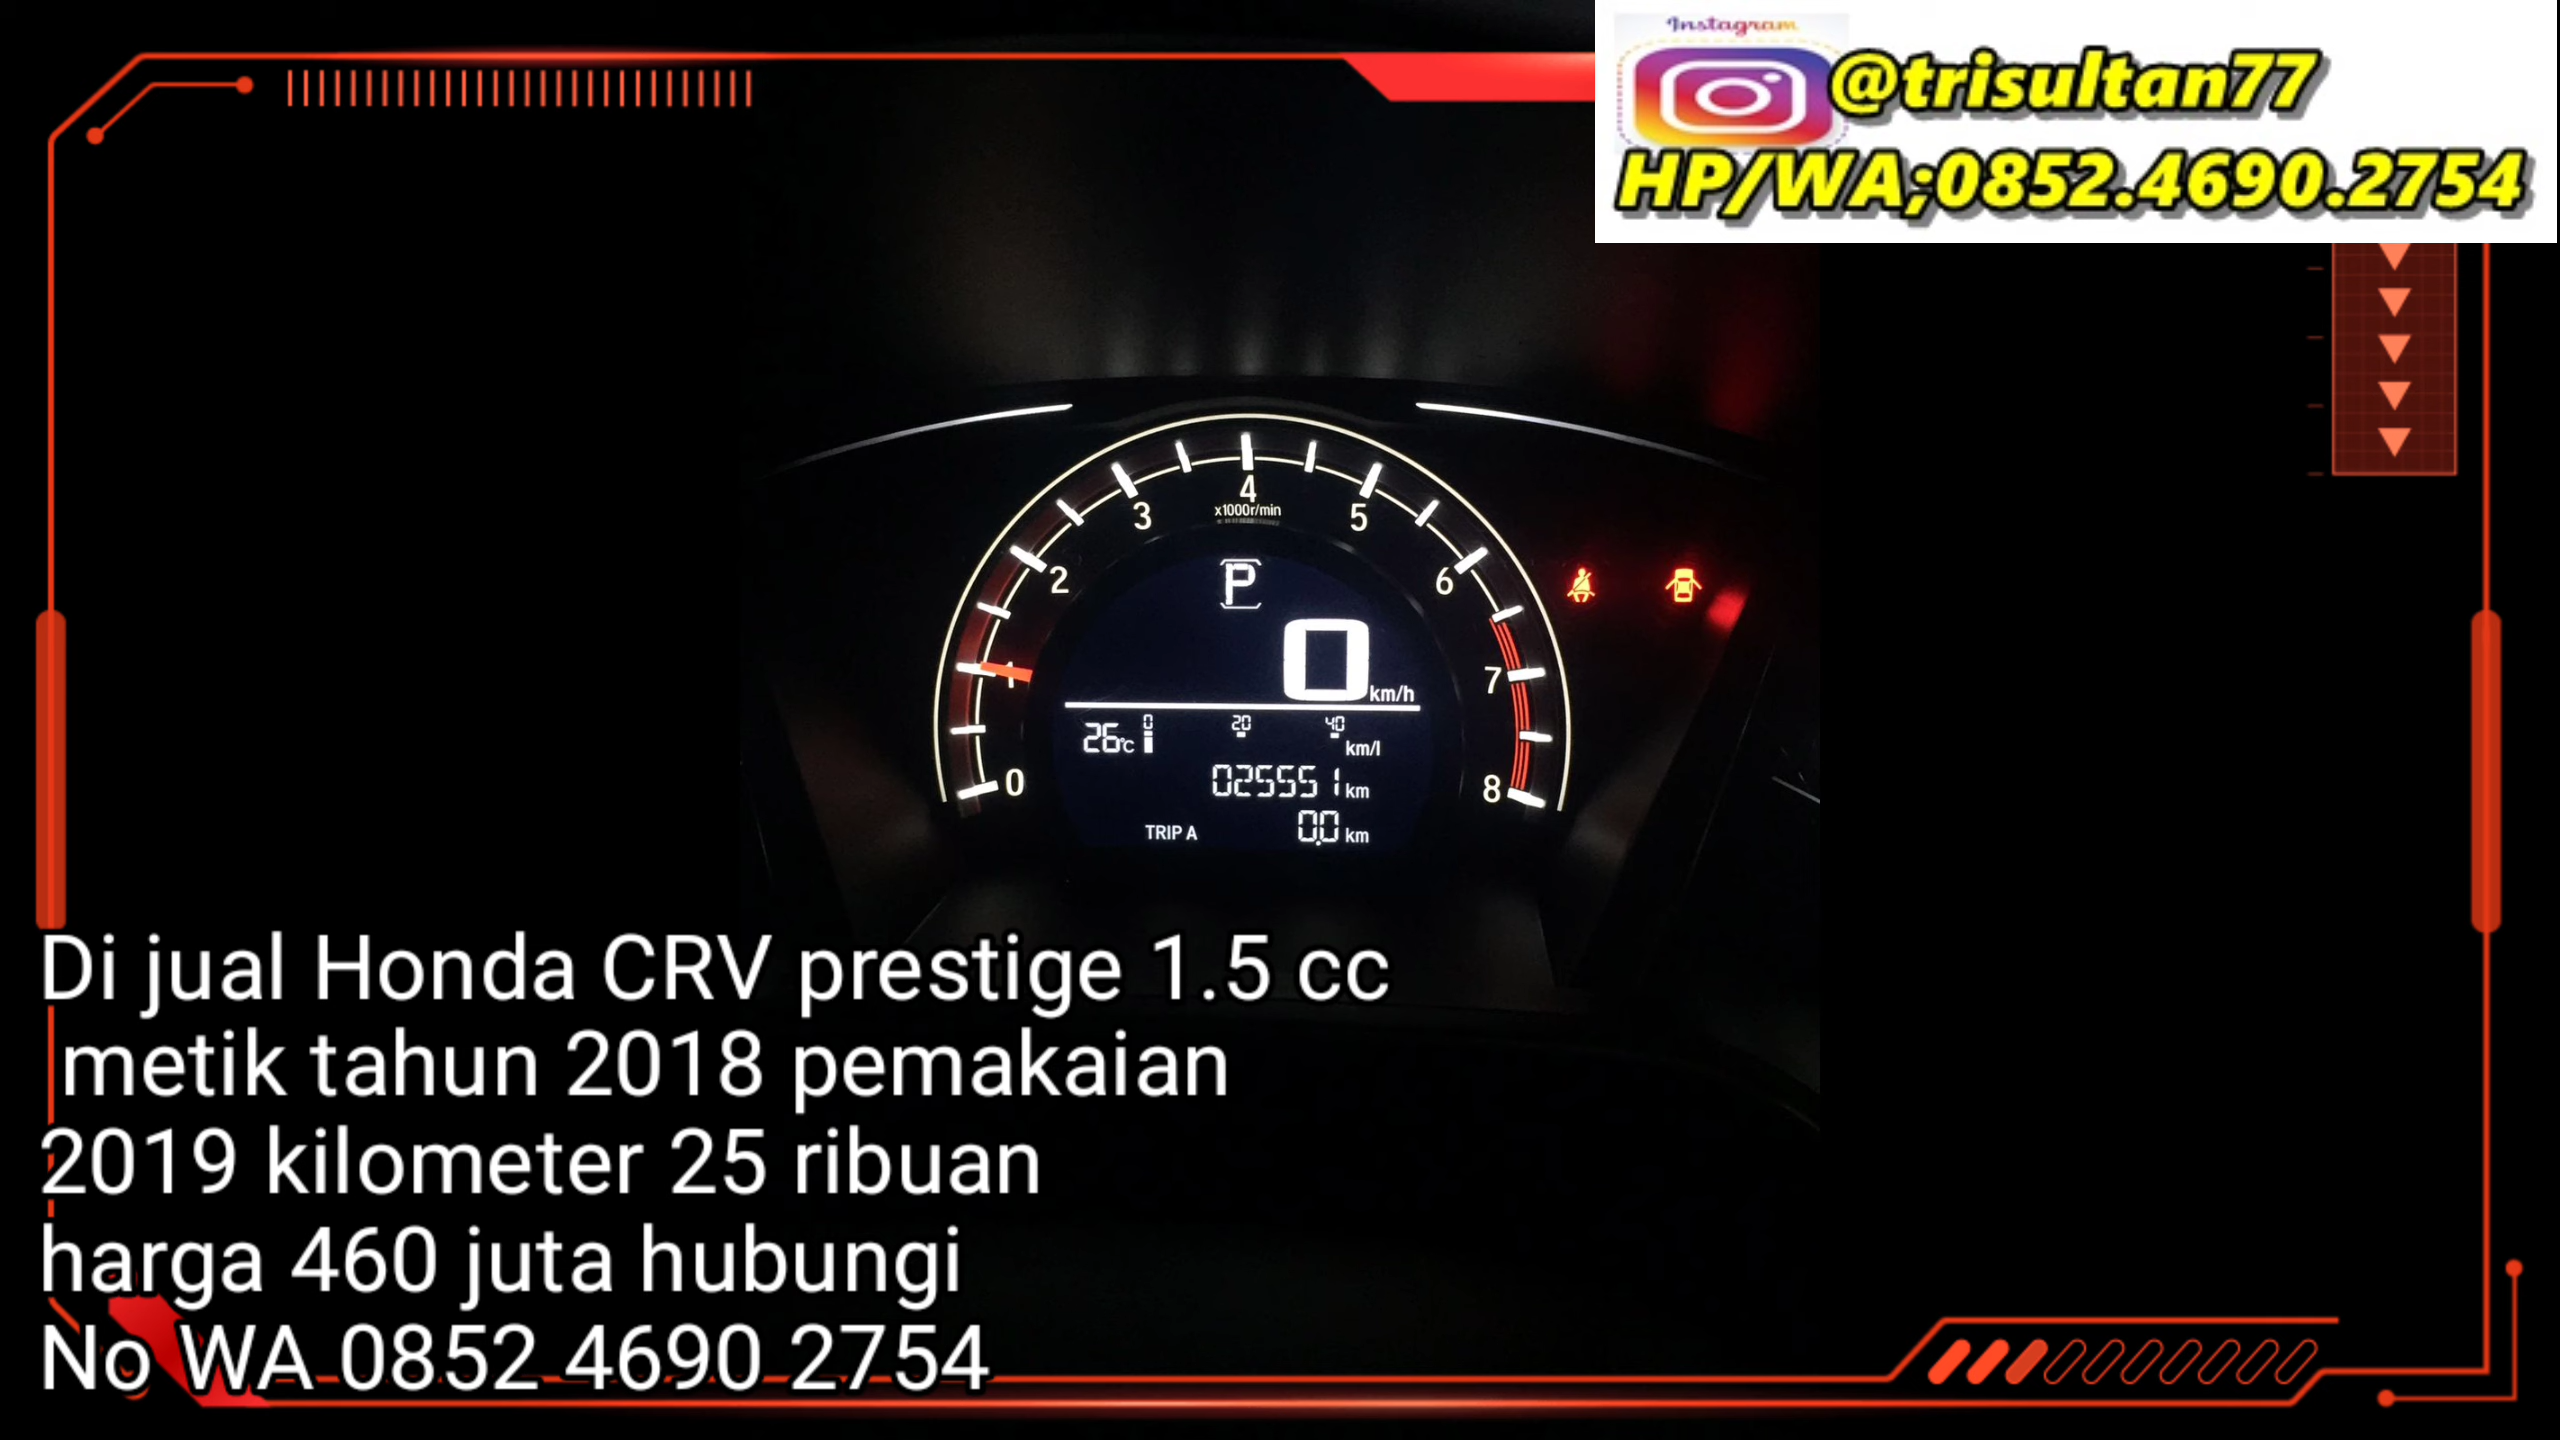 Instagram
@trisultan77
HP/WA;0852.4690.2754
4
x1000r/min
3
5
2
6
1
7
0
8
P
0 km/h
26°C 0 20 40
km/l
025551 km
TRIP A 0.0 km
Di jual Honda CRV prestige 1.5 cc
metik tahun 2018 pemakaian
2019 kilometer 25 ribuan
harga 460 juta hubungi
No WA 0852 4690 2754